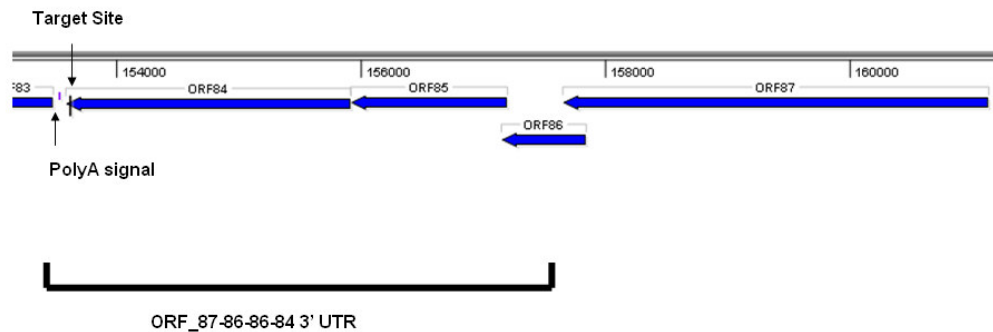 Target Site
154000 156000 158000 160000
F83 ORF84 ORF85 ORF87
ORF86
PolyA signal
ORF_87-86-86-84 3' UTR